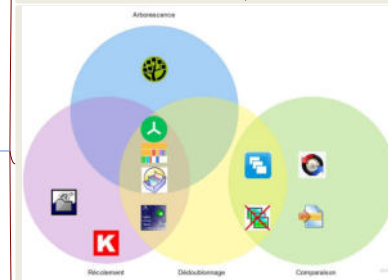 Arborescence
K
Récolement
Dédoublonnage
Comparaison